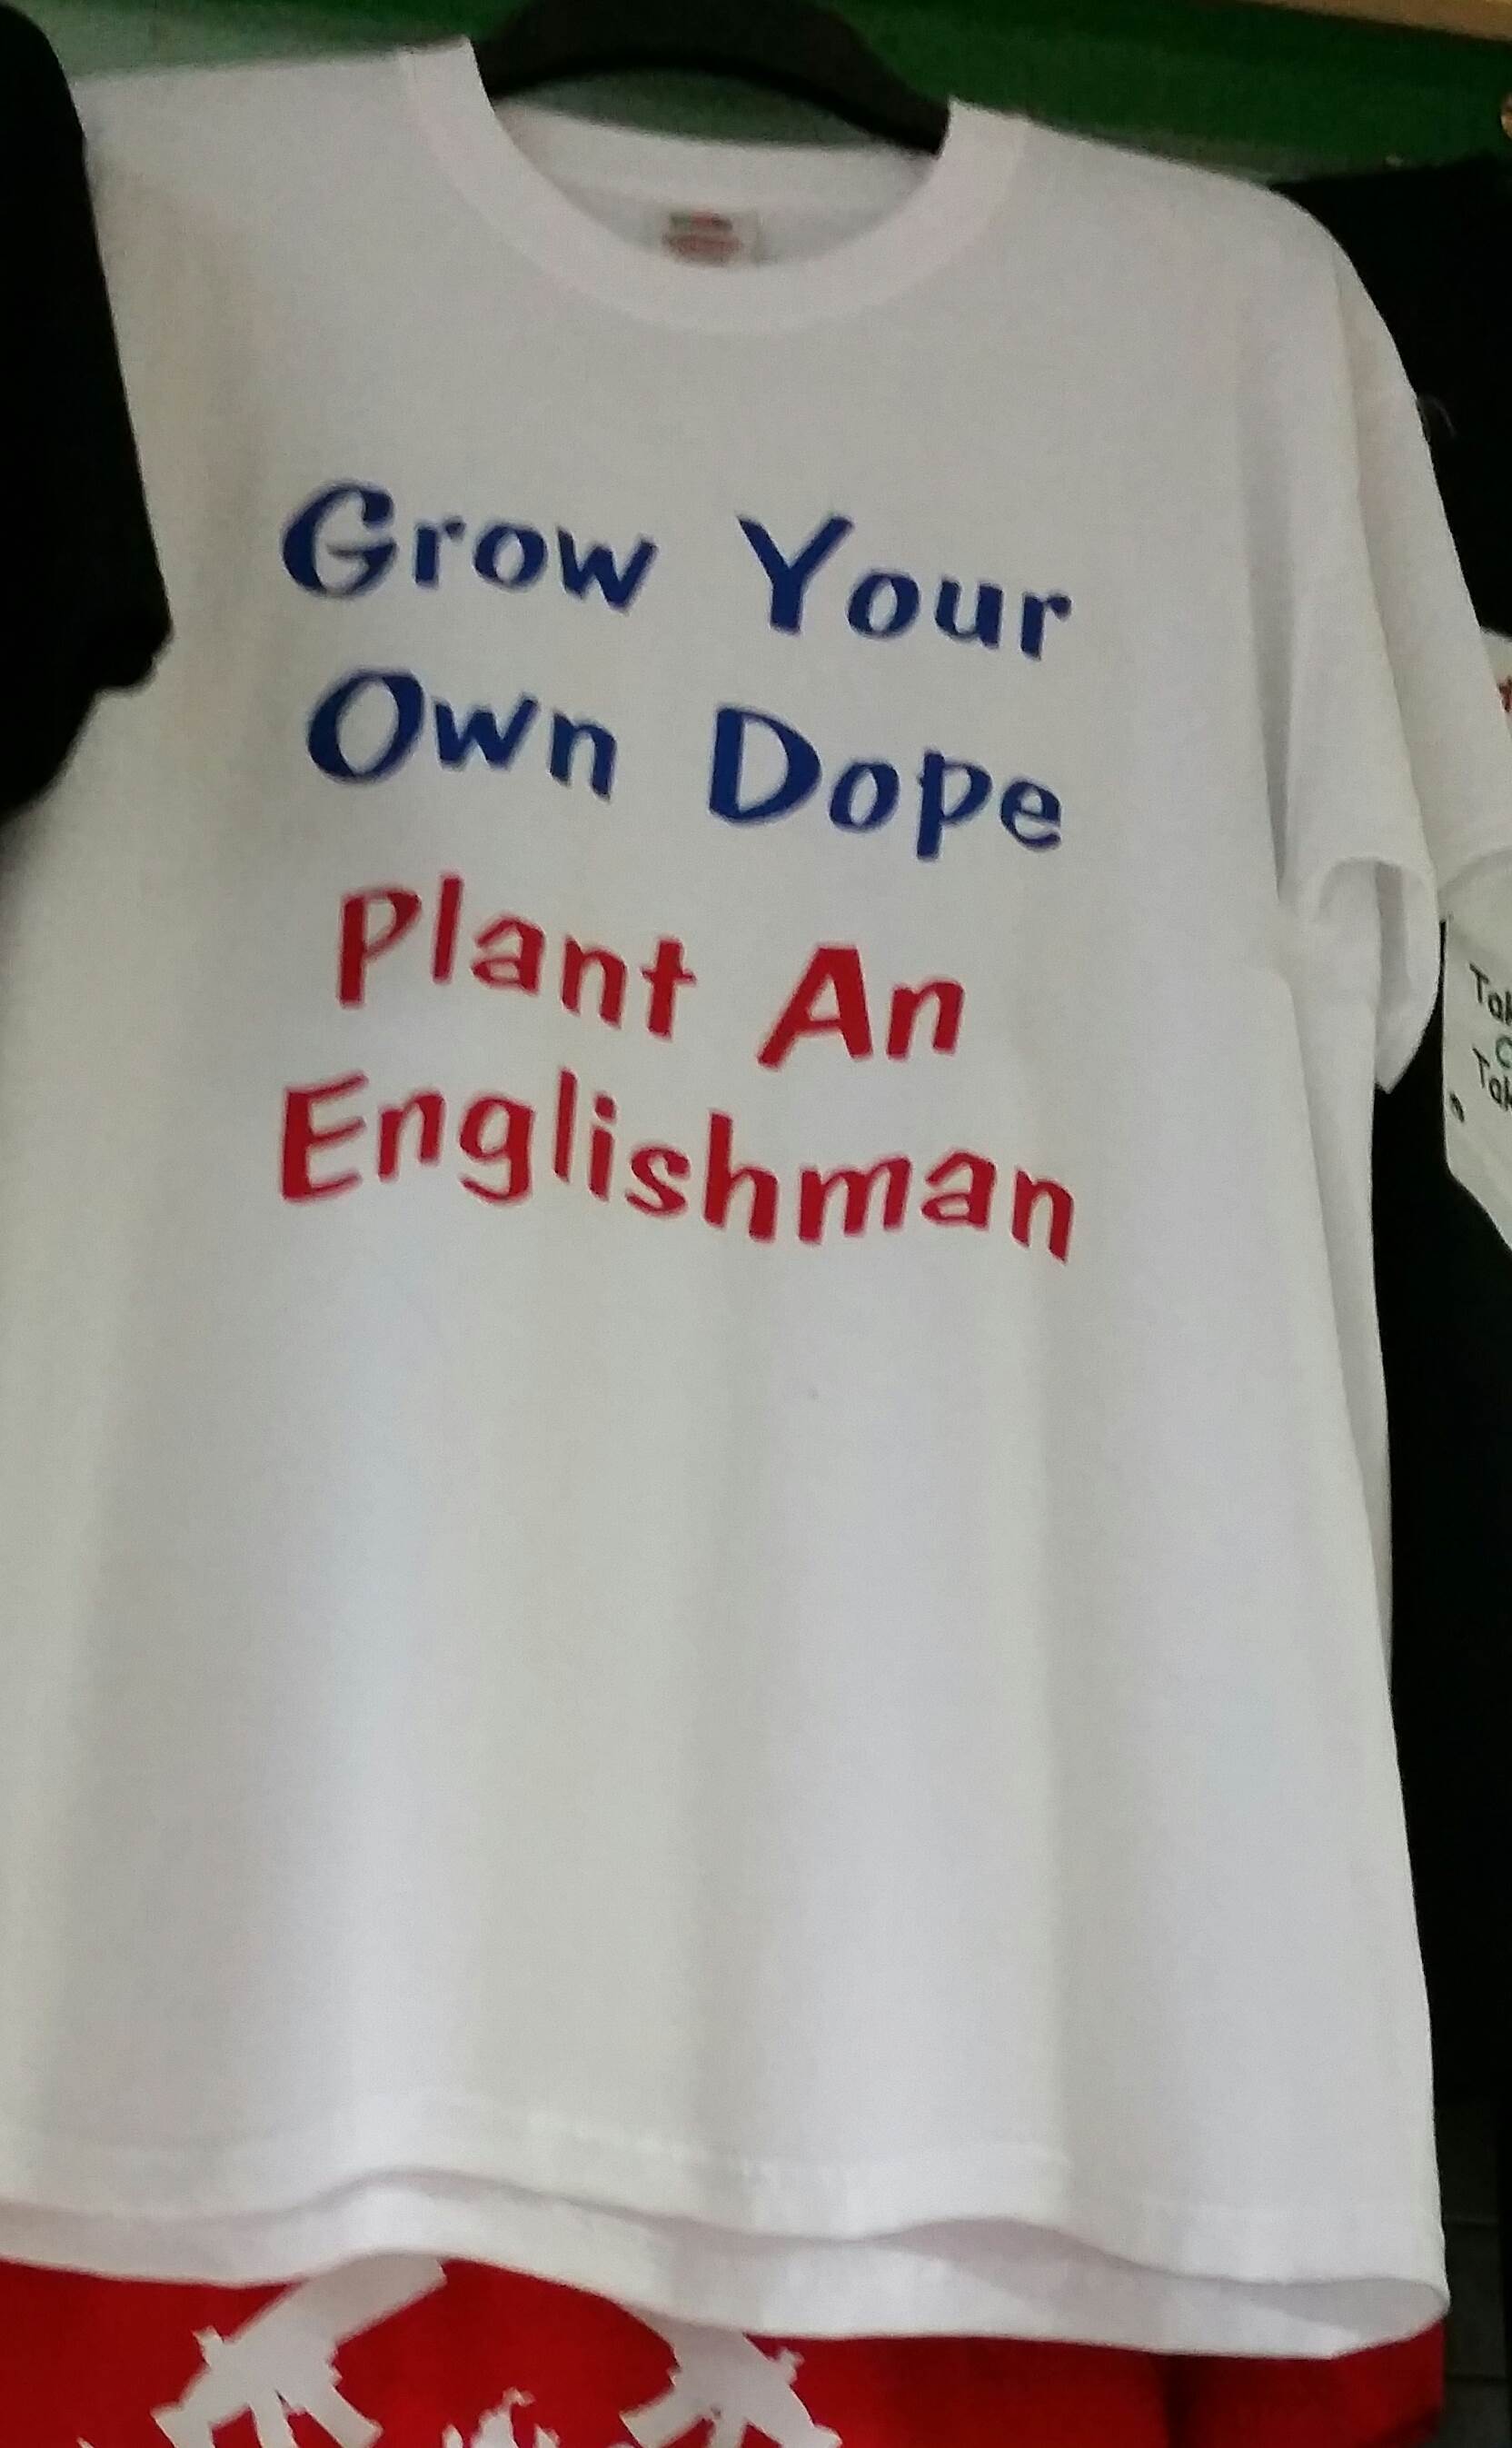 Grow Your
Own Dope
Plant An
Englishman